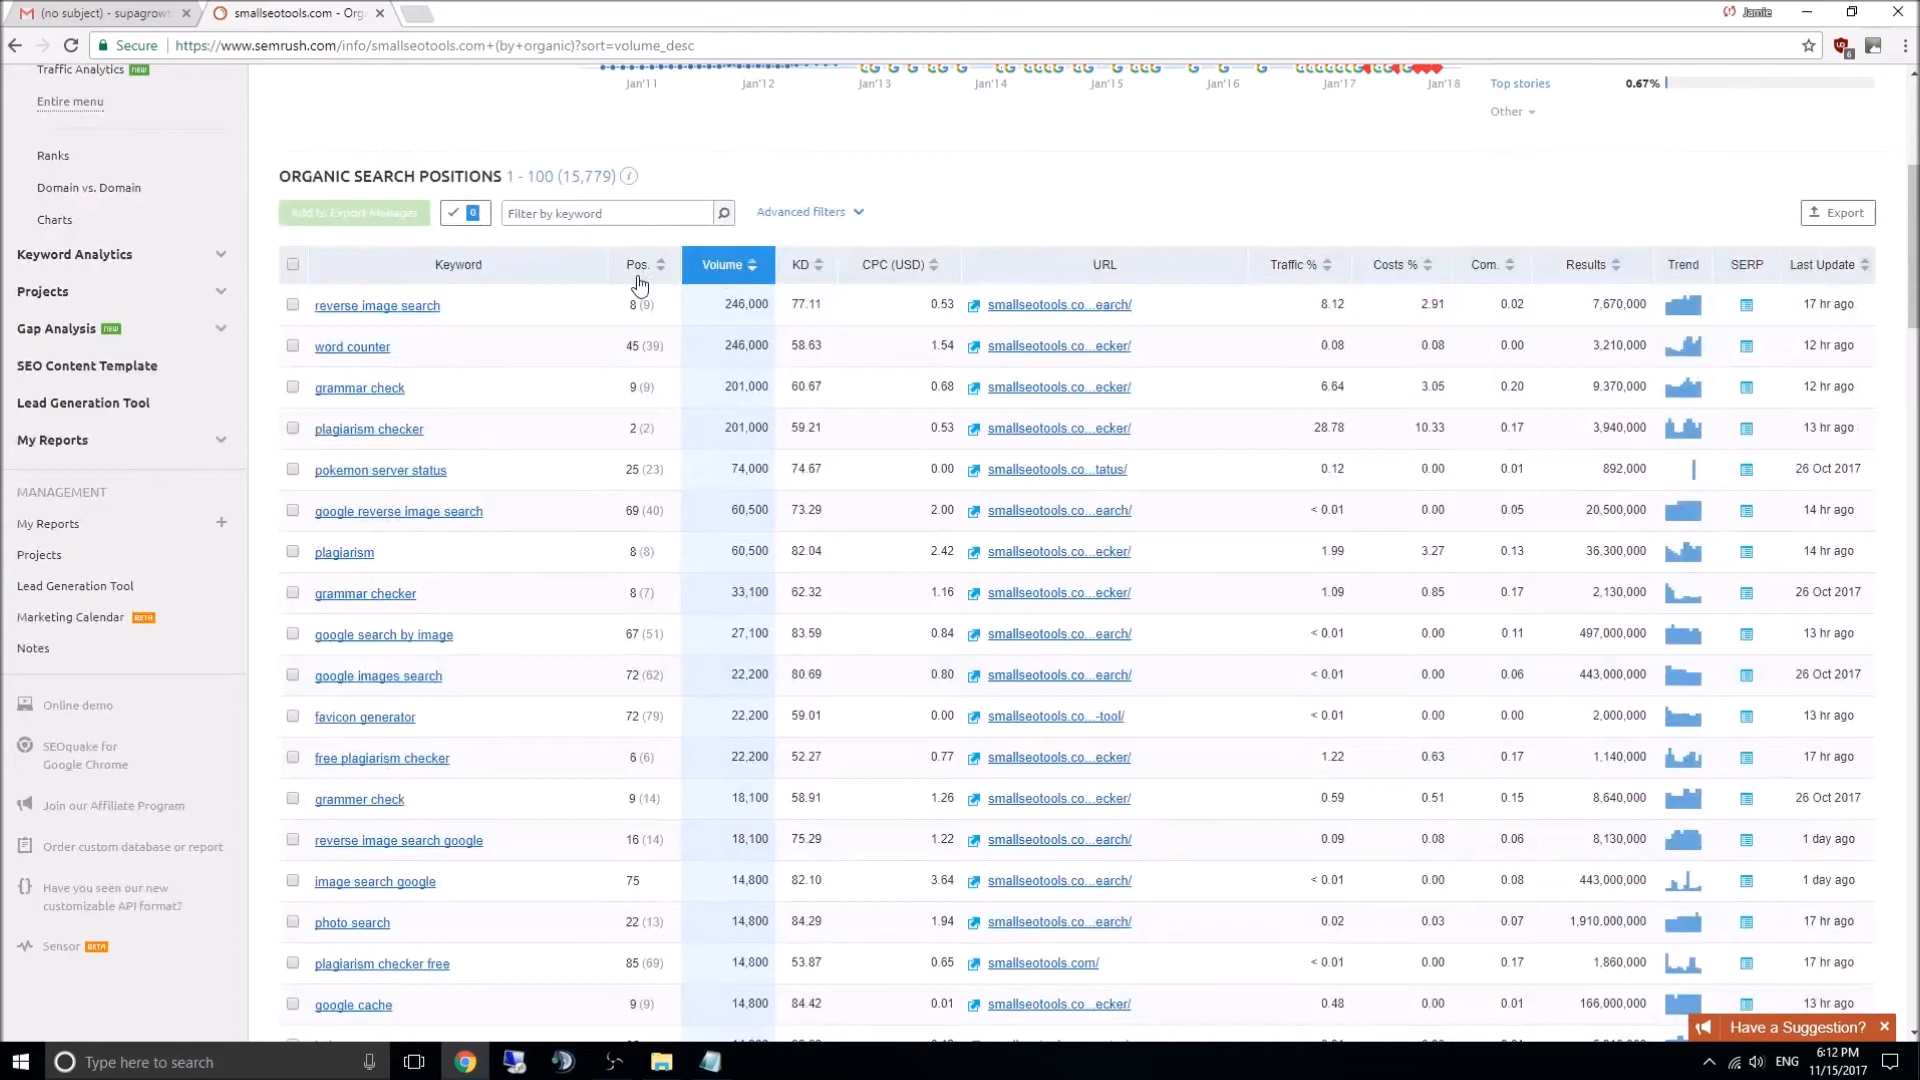 (no subject) - supagrowt
smallseotools.com - Org
Jamie
Secure https://www.semrush.com/info/smallseotools.com+(by+organic)?sort=volume_desc
Traffic Analytics new
Entire menu
Ranks
Domain vs. Domain
Charts
Keyword Analytics
Projects
Gap Analysis new
SEO Content Template
Lead Generation Tool
My Reports
MANAGEMENT
My Reports +
Projects
Lead Generation Tool
Marketing Calendar BETA
Notes
Online demo
SEOquake for
Google Chrome
Join our Affiliate Program
Order custom database or report
Have you seen our new
customizable API format?
Sensor BETA
Jan'11 Jan'12 Jan'13 Jan'14 Jan'15 Jan'16 Jan'17 Jan'18
Top stories 0.67%
Other
ORGANIC SEARCH POSITIONS 1 - 100 (15,779) i
Add to Export Manager 0 Filter by keyword Advanced filters Export
Keyword Pos. Volume KD CPC (USD) URL Traffic % Costs % Com. Results Trend SERP Last Update
reverse image search 8 (9) 246,000 77.11 0.53 smallseotools.co...earch/ 8.12 2.91 0.02 7,670,000 17 hr ago
word counter 45 (39) 246,000 58.63 1.54 smallseotools.co...ecker/ 0.08 0.08 0.00 3,210,000 12 hr ago
grammar check 9 (9) 201,000 60.67 0.68 smallseotools.co...ecker/ 6.64 3.05 0.20 9,370,000 12 hr ago
plagiarism checker 2 (2) 201,000 59.21 0.53 smallseotools.co...ecker/ 28.78 10.33 0.17 3,940,000 13 hr ago
pokemon server status 25 (23) 74,000 74.67 0.00 smallseotools.co...tatus/ 0.12 0.00 0.01 892,000 26 Oct 2017
google reverse image search 69 (40) 60,500 73.29 2.00 smallseotools.co...earch/ < 0.01 0.00 0.05 20,500,000 14 hr ago
plagiarism 8 (8) 60,500 82.04 2.42 smallseotools.co...ecker/ 1.99 3.27 0.13 36,300,000 14 hr ago
grammar checker 8 (7) 33,100 62.32 1.16 smallseotools.co...ecker/ 1.09 0.85 0.17 2,130,000 26 Oct 2017
google search by image 67 (51) 27,100 83.59 0.84 smallseotools.co...earch/ < 0.01 0.00 0.11 497,000,000 13 hr ago
google images search 72 (62) 22,200 80.69 0.80 smallseotools.co...earch/ < 0.01 0.00 0.06 443,000,000 26 Oct 2017
favicon generator 72 (79) 22,200 59.01 0.00 smallseotools.co...-tool/ < 0.01 0.00 0.00 2,000,000 13 hr ago
free plagiarism checker 6 (6) 22,200 52.27 0.77 smallseotools.co...ecker/ 1.22 0.63 0.17 1,140,000 17 hr ago
grammer check 9 (14) 18,100 58.91 1.26 smallseotools.co...ecker/ 0.59 0.51 0.15 8,640,000 26 Oct 2017
reverse image search google 16 (14) 18,100 75.29 1.22 smallseotools.co...earch/ 0.09 0.08 0.06 8,130,000 1 day ago
image search google 75 14,800 82.10 3.64 smallseotools.co...earch/ < 0.01 0.00 0.08 443,000,000 1 day ago
photo search 22 (13) 14,800 84.29 1.94 smallseotools.co...earch/ 0.02 0.03 0.07 1,910,000,000 17 hr ago
plagiarism checker free 85 (69) 14,800 53.87 0.65 smallseotools.com/ < 0.01 0.00 0.17 1,860,000 17 hr ago
google cache 9 (9) 14,800 84.42 0.01 smallseotools.co...ecker/ 0.48 0.00 0.01 166,000,000 13 hr ago
Have a Suggestion?
Type here to search
ENG
6:12 PM
11/15/2017